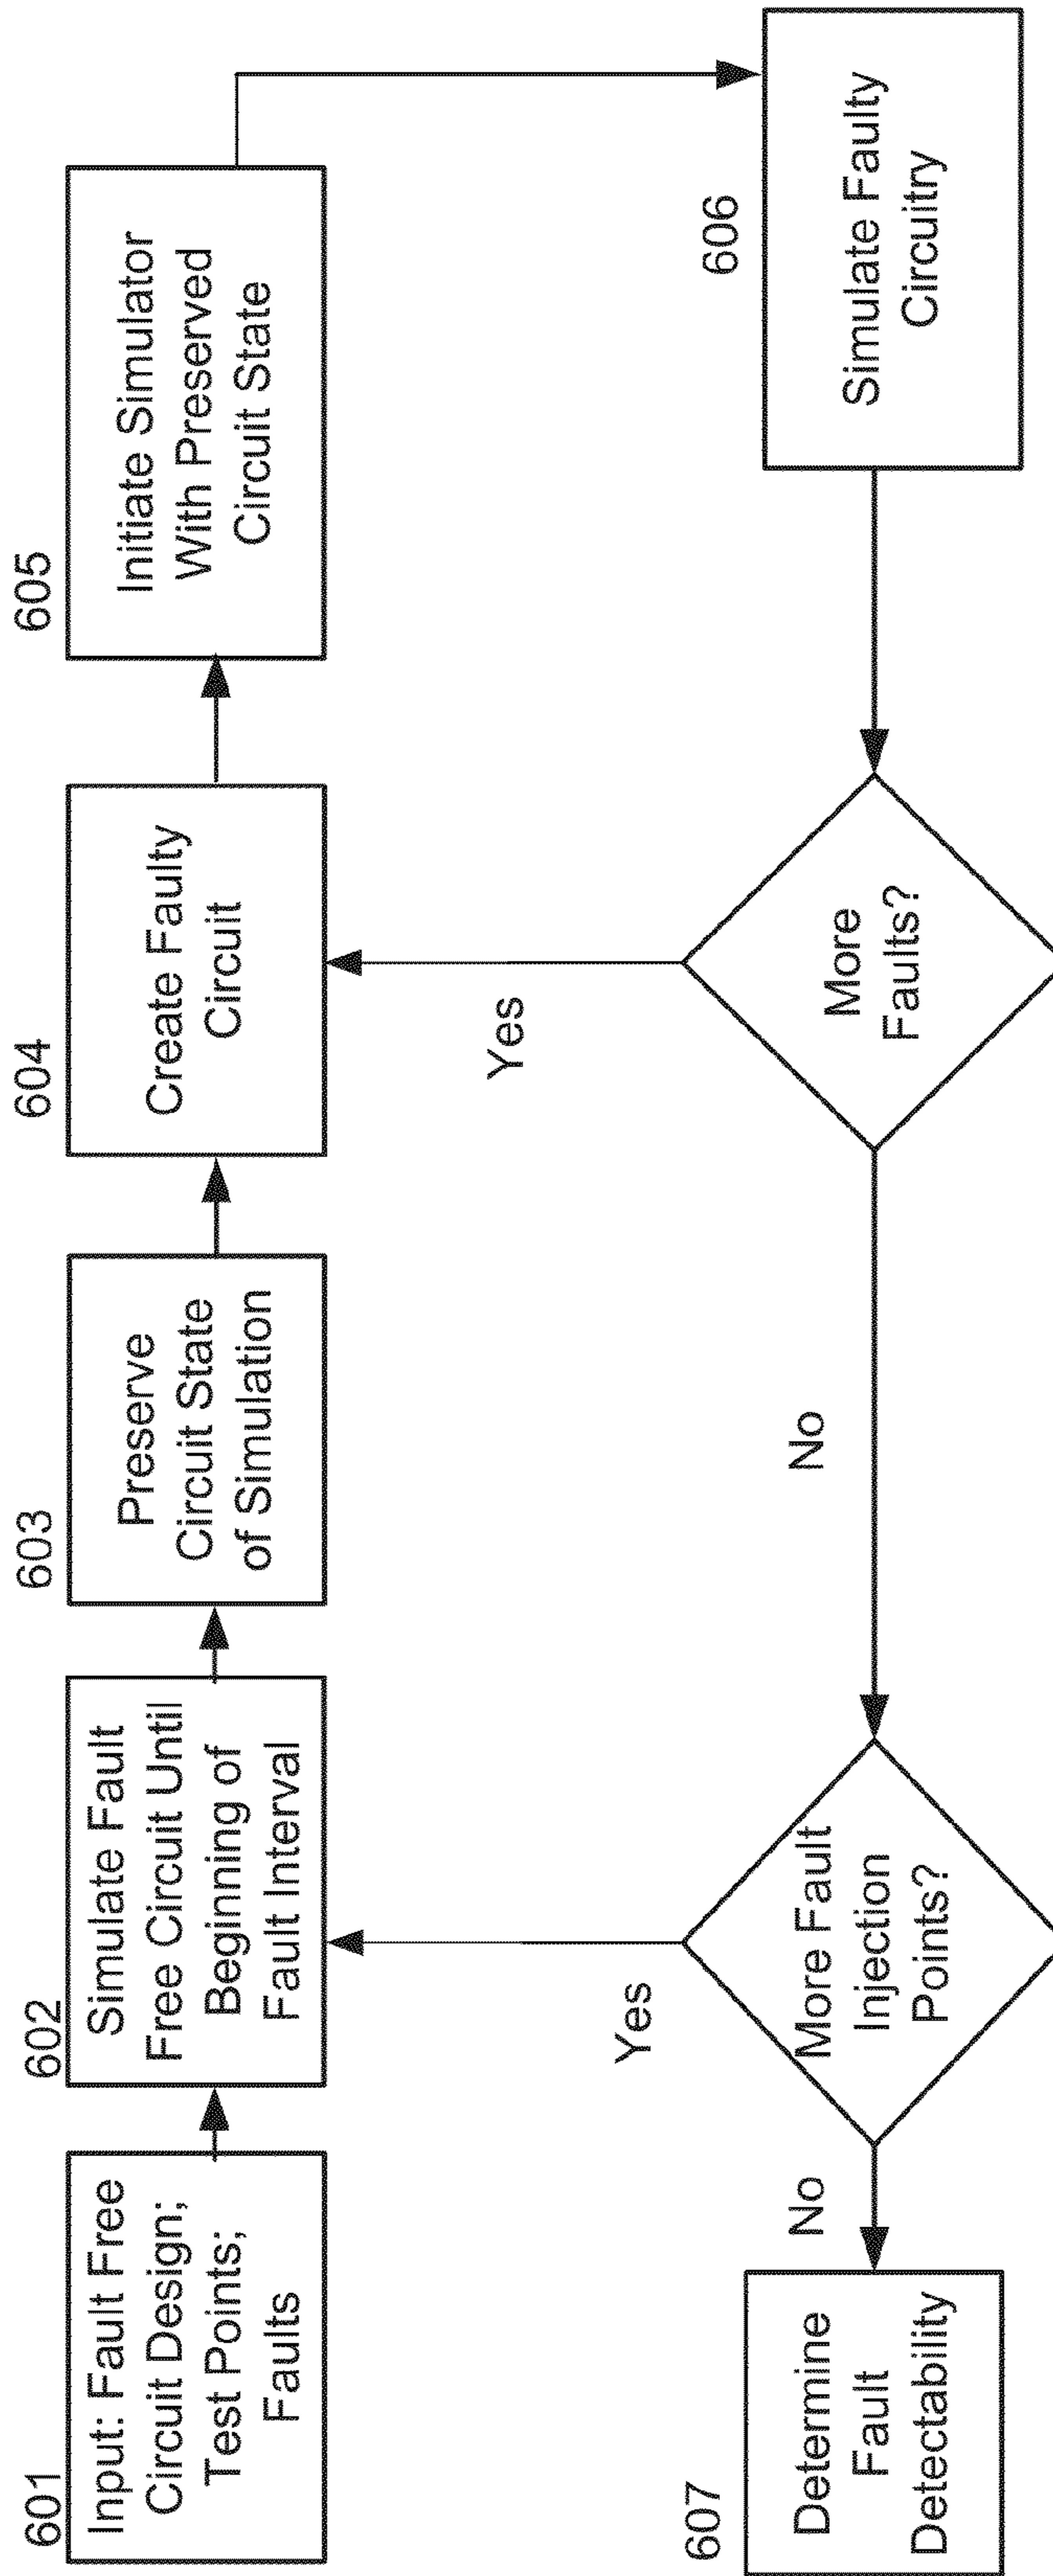 601
Input: Fault Free
Circuit Design;
Test Points;
Faults
602
Simulate Fault
Free Circuit Until
Beginning of
Fault Interval
603
Preserve
Circuit State
of Simulation
604
Create Faulty
Circuit
605
Initiate Simulator
With Preserved
Circuit State
606
Simulate Faulty
Circuitry
More
Faults?
Yes
No
More Fault
Injection
Points?
Yes
No
607
Determine
Fault
Detectability